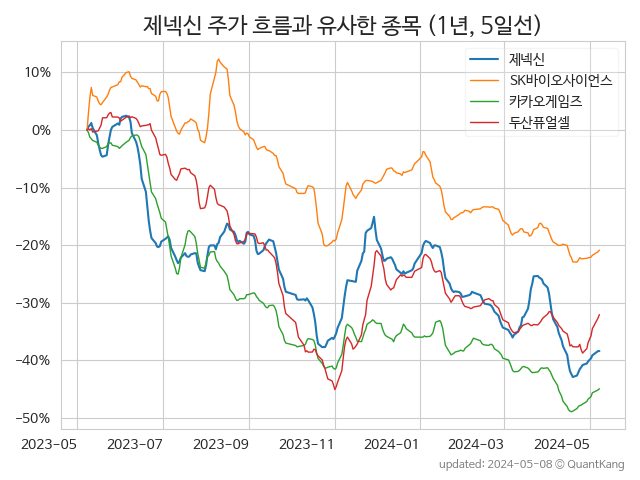 제넥신 주가 흐름과 유사한 종목 (1년, 5일선)
제넥신
SK바이오사이언스
카카오게임즈
두산퓨얼셀
10%
0%
−10%
−20%
−30%
−40%
−50%
2023-05 2023-07 2023-09 2023-11 2024-01 2024-03 2024-05
updated: 2024-05-08 © QuantKang